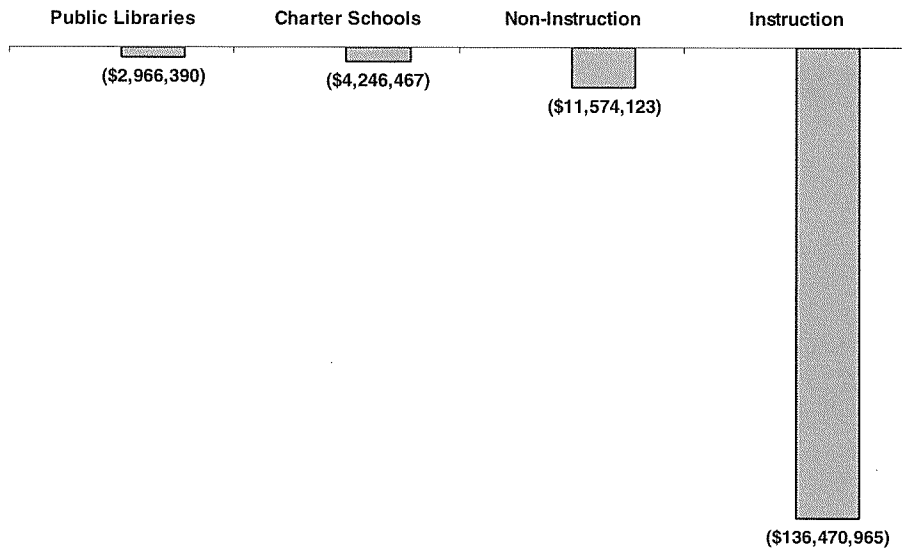 Public Libraries Charter Schools Non-Instruction Instruction
($2,966,390)
($4,246,467)
($11,574,123)
($136,470,965)